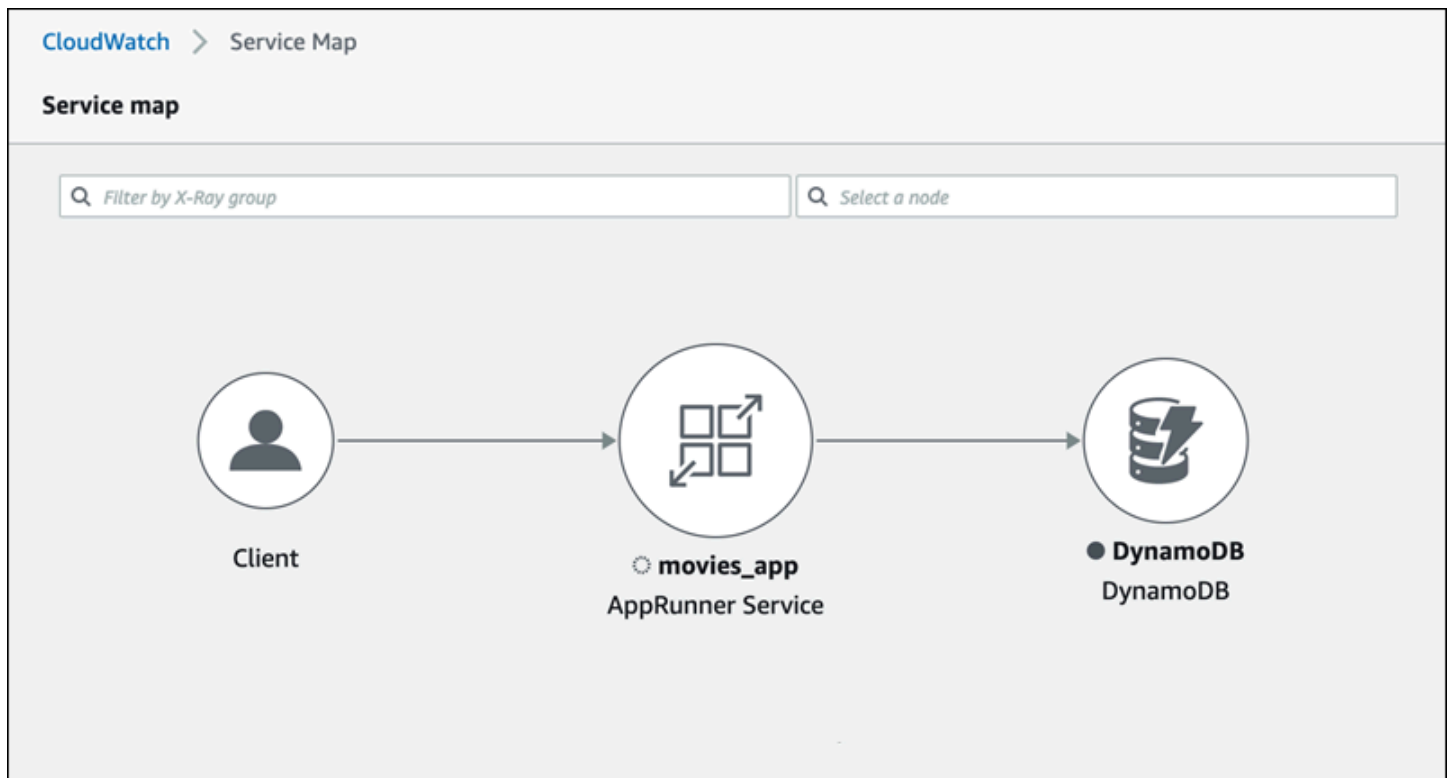 CloudWatch > Service Map
Service map
Filter by X-Ray group
Select a node
Client
movies_app
AppRunner Service
DynamoDB
DynamoDB